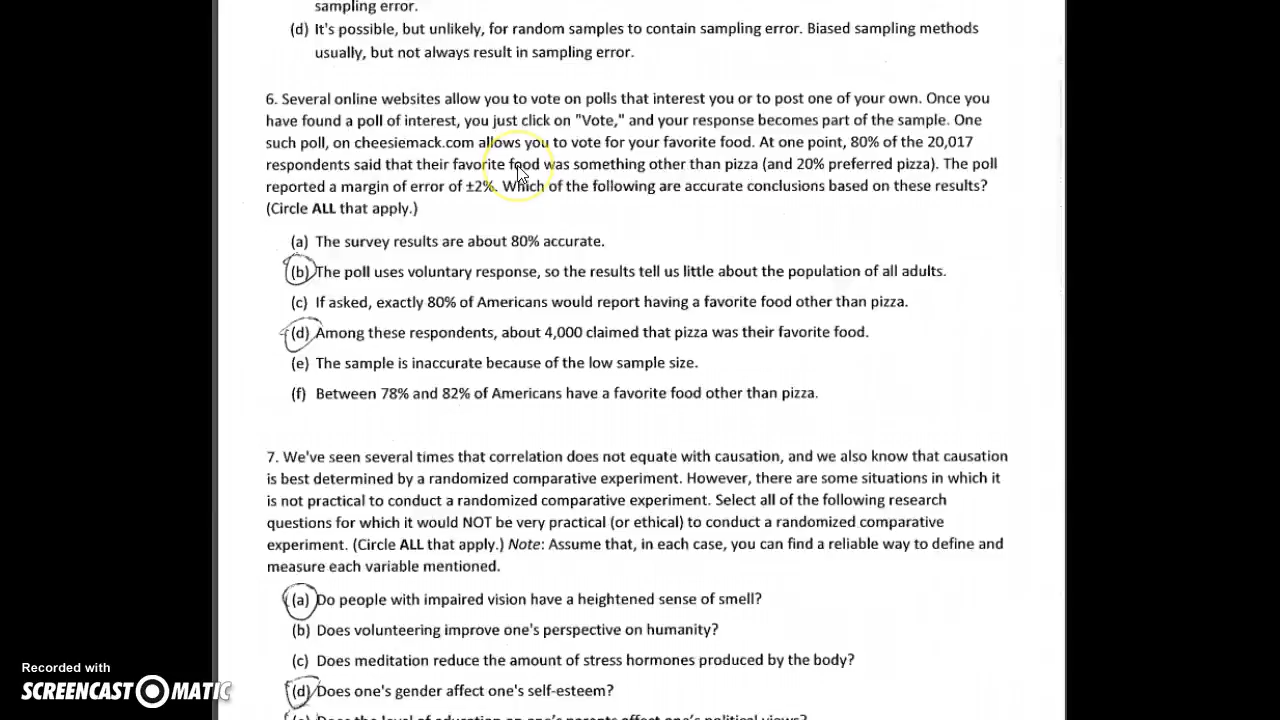 sampling error.
(d) It's possible, but unlikely, for random samples to contain sampling error. Biased sampling methods
usually, but not always result in sampling error.
6. Several online websites allow you to vote on polls that interest you or to post one of your own. Once you
have found a poll of interest, you just click on "Vote," and your response becomes part of the sample. One
such poll, on cheesiemack.com allows you to vote for your favorite food. At one point, 80% of the 20,017
respondents said that their favorite food was something other than pizza (and 20% preferred pizza). The poll
reported a margin of error of ±2%. Which of the following are accurate conclusions based on these results?
(Circle ALL that apply.)
(a) The survey results are about 80% accurate.
(b) The poll uses voluntary response, so the results tell us little about the population of all adults.
(c) If asked, exactly 80% of Americans would report having a favorite food other than pizza.
(d) Among these respondents, about 4,000 claimed that pizza was their favorite food.
(e) The sample is inaccurate because of the low sample size.
(f) Between 78% and 82% of Americans have a favorite food other than pizza.
7. We've seen several times that correlation does not equate with causation, and we also know that causation
is best determined by a randomized comparative experiment. However, there are some situations in which it
is not practical to conduct a randomized comparative experiment. Select all of the following research
questions for which it would NOT be very practical (or ethical) to conduct a randomized comparative
experiment. (Circle ALL that apply.) Note: Assume that, in each case, you can find a reliable way to define and
measure each variable mentioned.
(a) Do people with impaired vision have a heightened sense of smell?
(b) Does volunteering improve one's perspective on humanity?
(c) Does meditation reduce the amount of stress hormones produced by the body?
(d) Does one's gender affect one's self-esteem?
(e) Does the level of education on one's parents affect one's political views?
Recorded with
SCREENCAST-O-MATIC